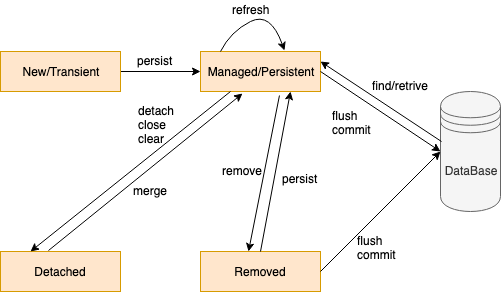 refresh
New/Transient
persist
Managed/Persistent
find/retrive
detach
close
clear
flush
commit
DataBase
remove
persist
merge
flush
commit
Detached
Removed